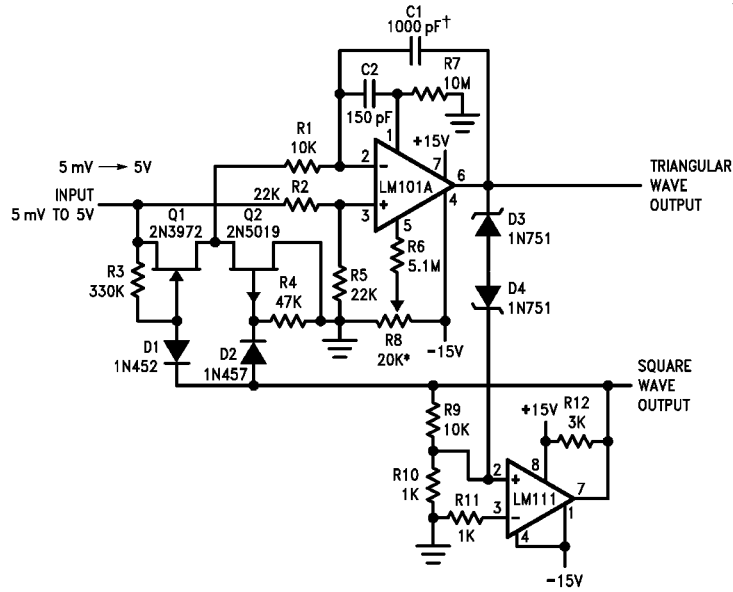 C1
1000 pF†
C2
150 pF
R7
10M
R1
10K
1
+15V
2
−
7
5 mV → 5V
LM101A
6
TRIANGULAR
WAVE
OUTPUT
INPUT
5 mV TO 5V
22K
R2
+
3
4
5
Q1
2N3972
Q2
2N5019
D3
1N751
R6
5.1M
R3
330K
R4
47K
R5
22K
D4
1N751
R8
20K*
−15V
D1
1N452
D2
1N457
SQUARE
WAVE
OUTPUT
R9
10K
+15V
R12
3K
R10
1K
2
+
8
LM111
7
R11
1K
3
−
1
4
−15V